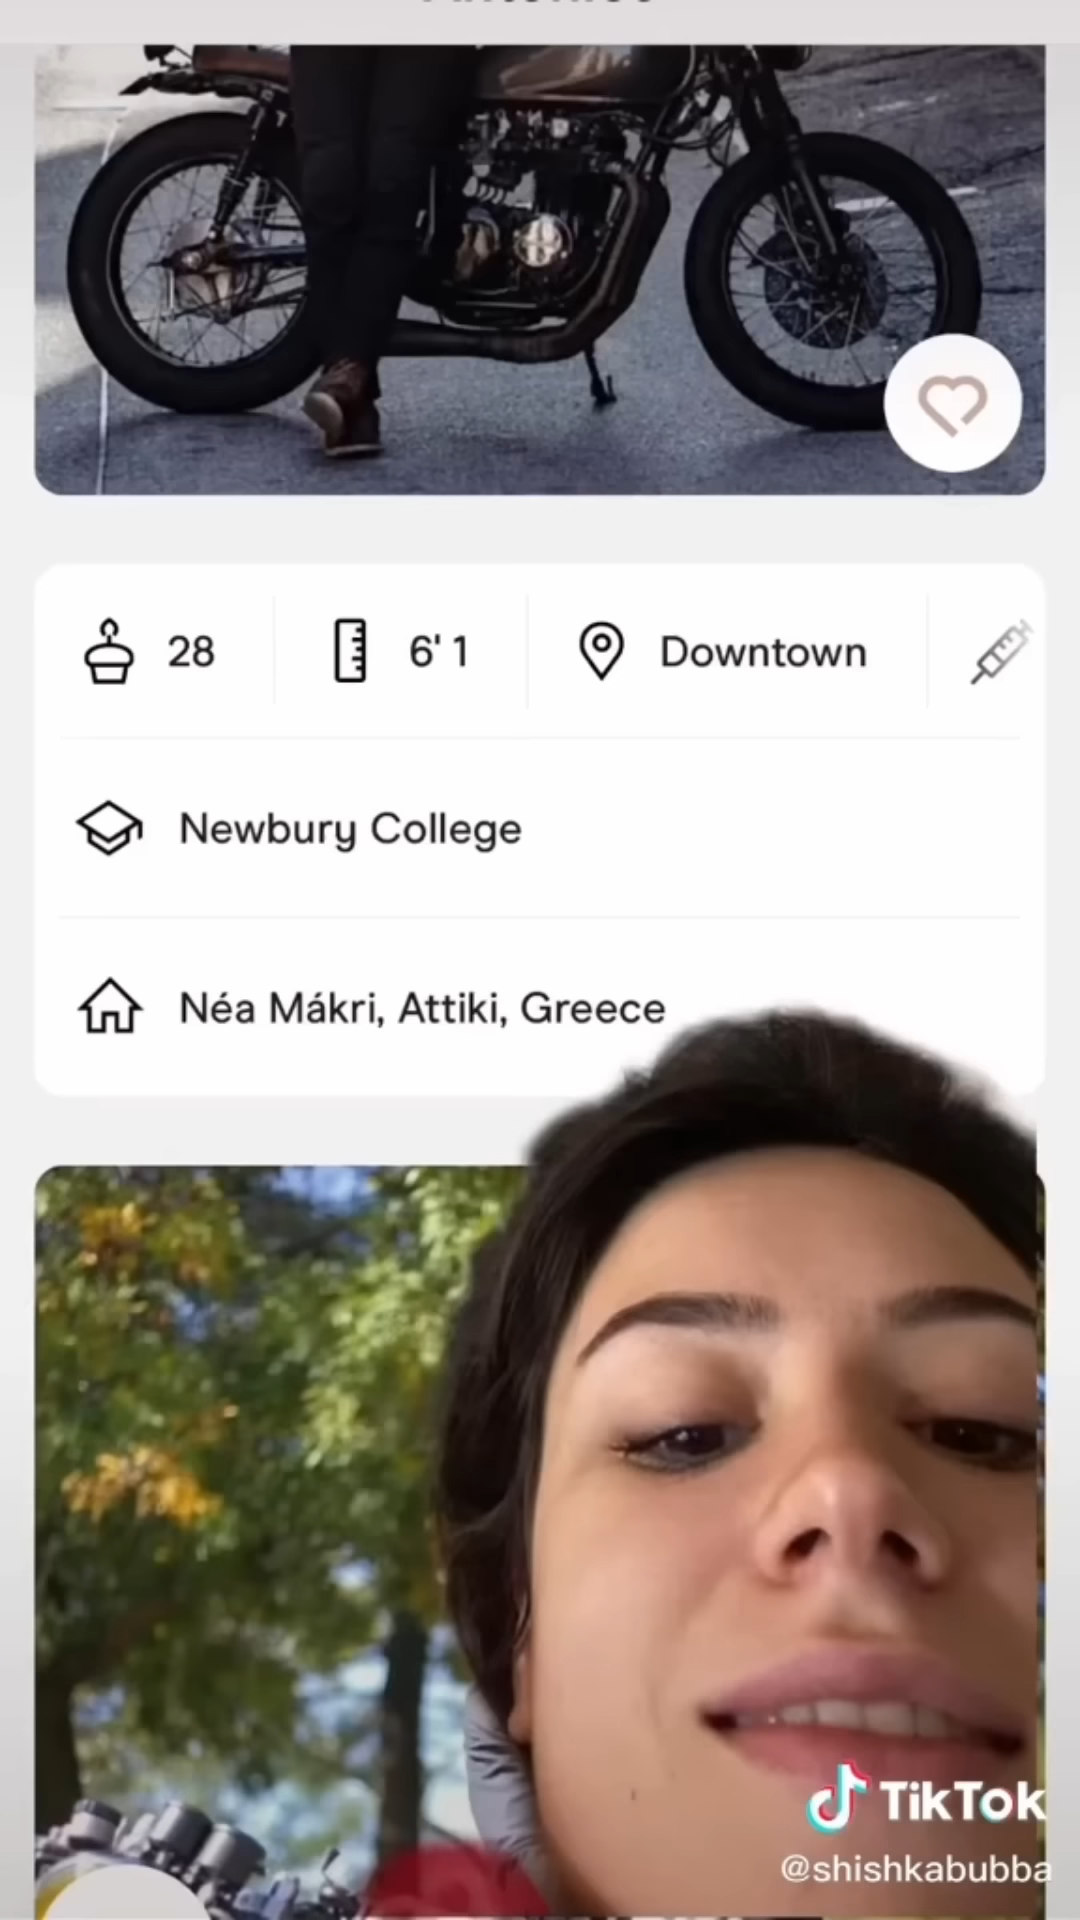 28
6' 1
Downtown
Newbury College
Néa Mákri, Attiki, Greece
TikTok
@shishkabubba